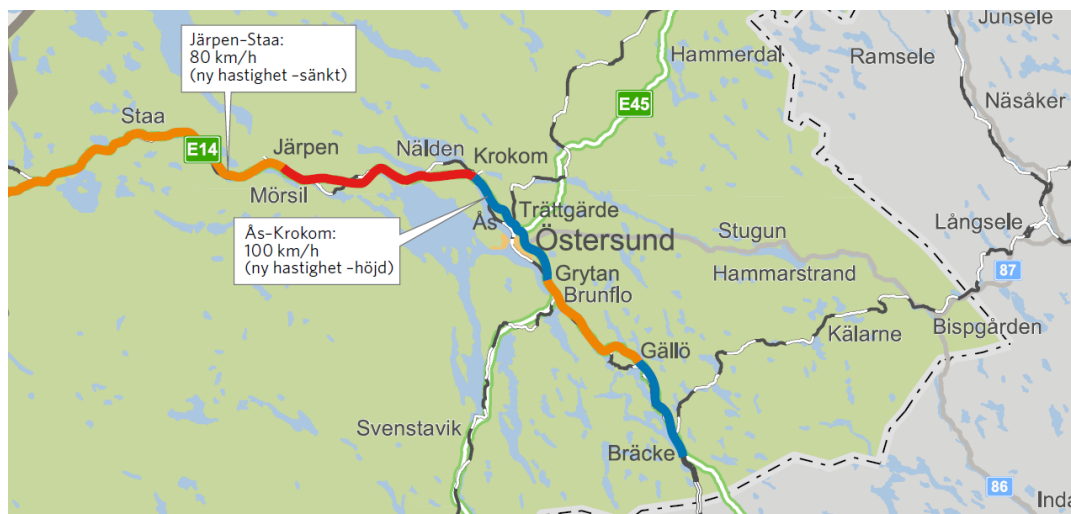 Junsele
Järpen–Staa:
80 km/h
(ny hastighet –sänkt)
Hammerdal
Ramsele
Näsåker
Staa
E45
E14
Järpen
Nälden
Krokom
Mörsil
Trättgärde
Ås
Långsele
Ås-Krokom:
100 km/h
(ny hastighet –höjd)
Östersund
Stugun
Grytan
Hammarstrand
87
Brunflo
Kälarne
Bispgården
Gällö
Svenstavik
Bräcke
86
Inda